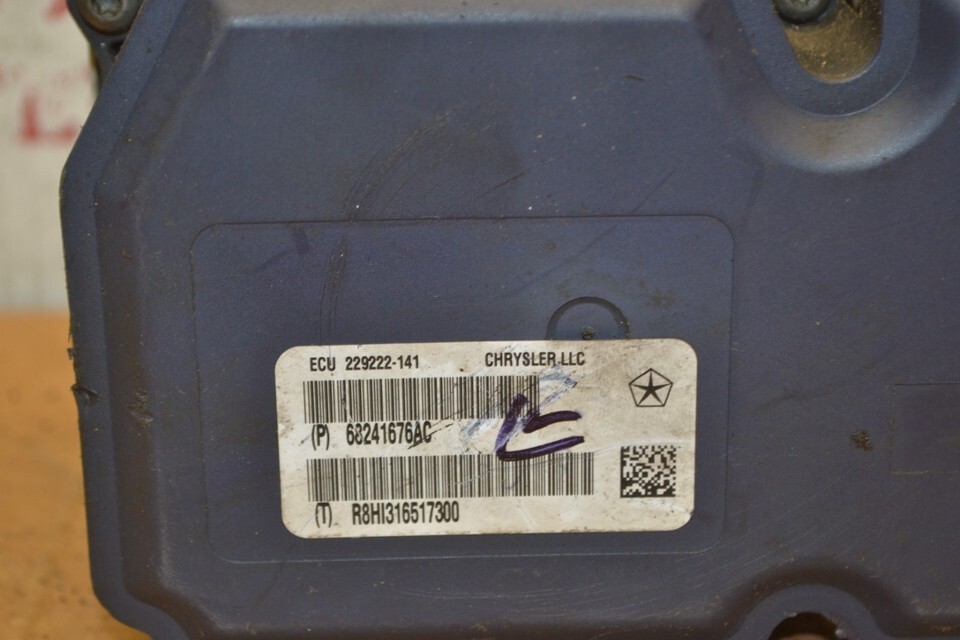 ECU 229222-141 CHRYSLER LLC
(P) 68241676AC
(T) R8HI316517300